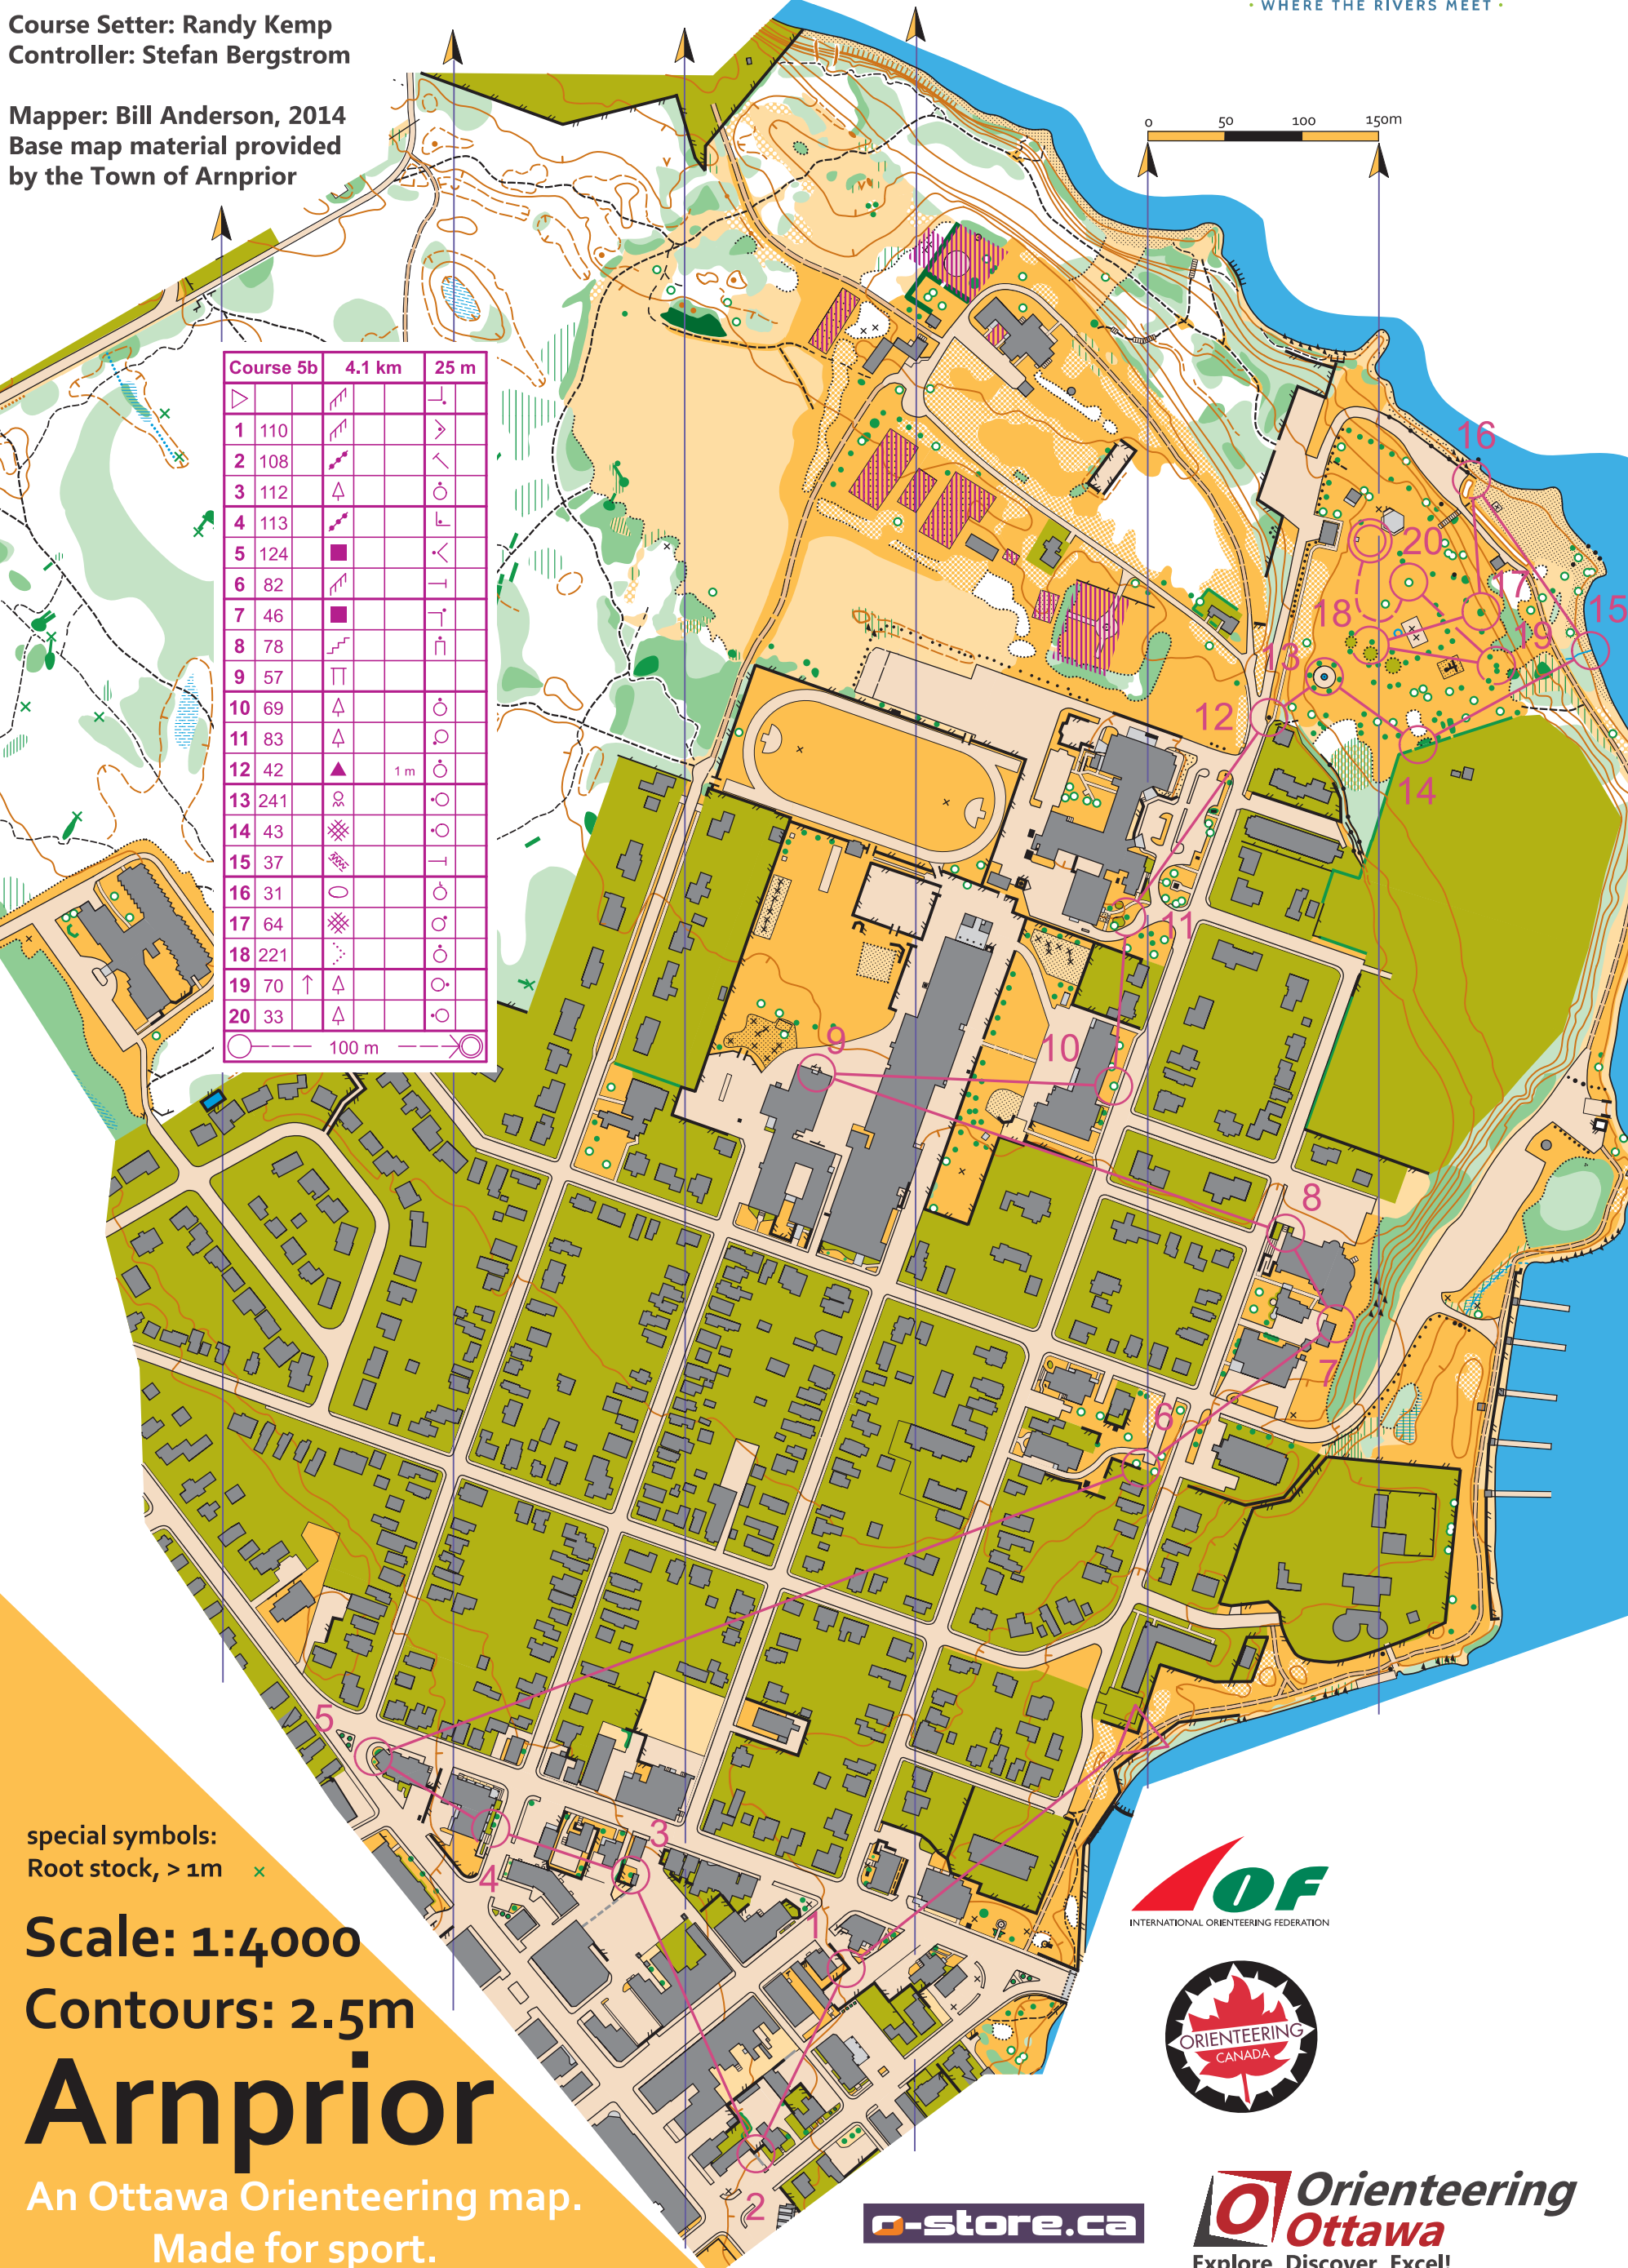 · WHERE THE RIVERS MEET ·
Course Setter: Randy Kemp
Controller: Stefan Bergstrom
Mapper: Bill Anderson, 2014
Base map material provided
by the Town of Arnprior
0 50 100 150m
Course 5b 4.1 km 25 m
1 110
2 108
3 112
4 113
5 124
6 82
7 46
8 78
9 57
10 69
11 83
12 42 1 m
13 241
14 43
15 37
16 31
17 64
18 221
19 70
20 33
100 m
16
20
17
18
15
19
13
12
14
11
10
9
8
7
6
5
3
4
1
2
special symbols:
Root stock, > 1m ×
Scale: 1:4000
Contours: 2.5m
Arnprior
An Ottawa Orienteering map.
Made for sport.
IOF
INTERNATIONAL ORIENTEERING FEDERATION
ORIENTEERING
CANADA
o-store.ca
Orienteering
Ottawa
Explore. Discover. Excel!